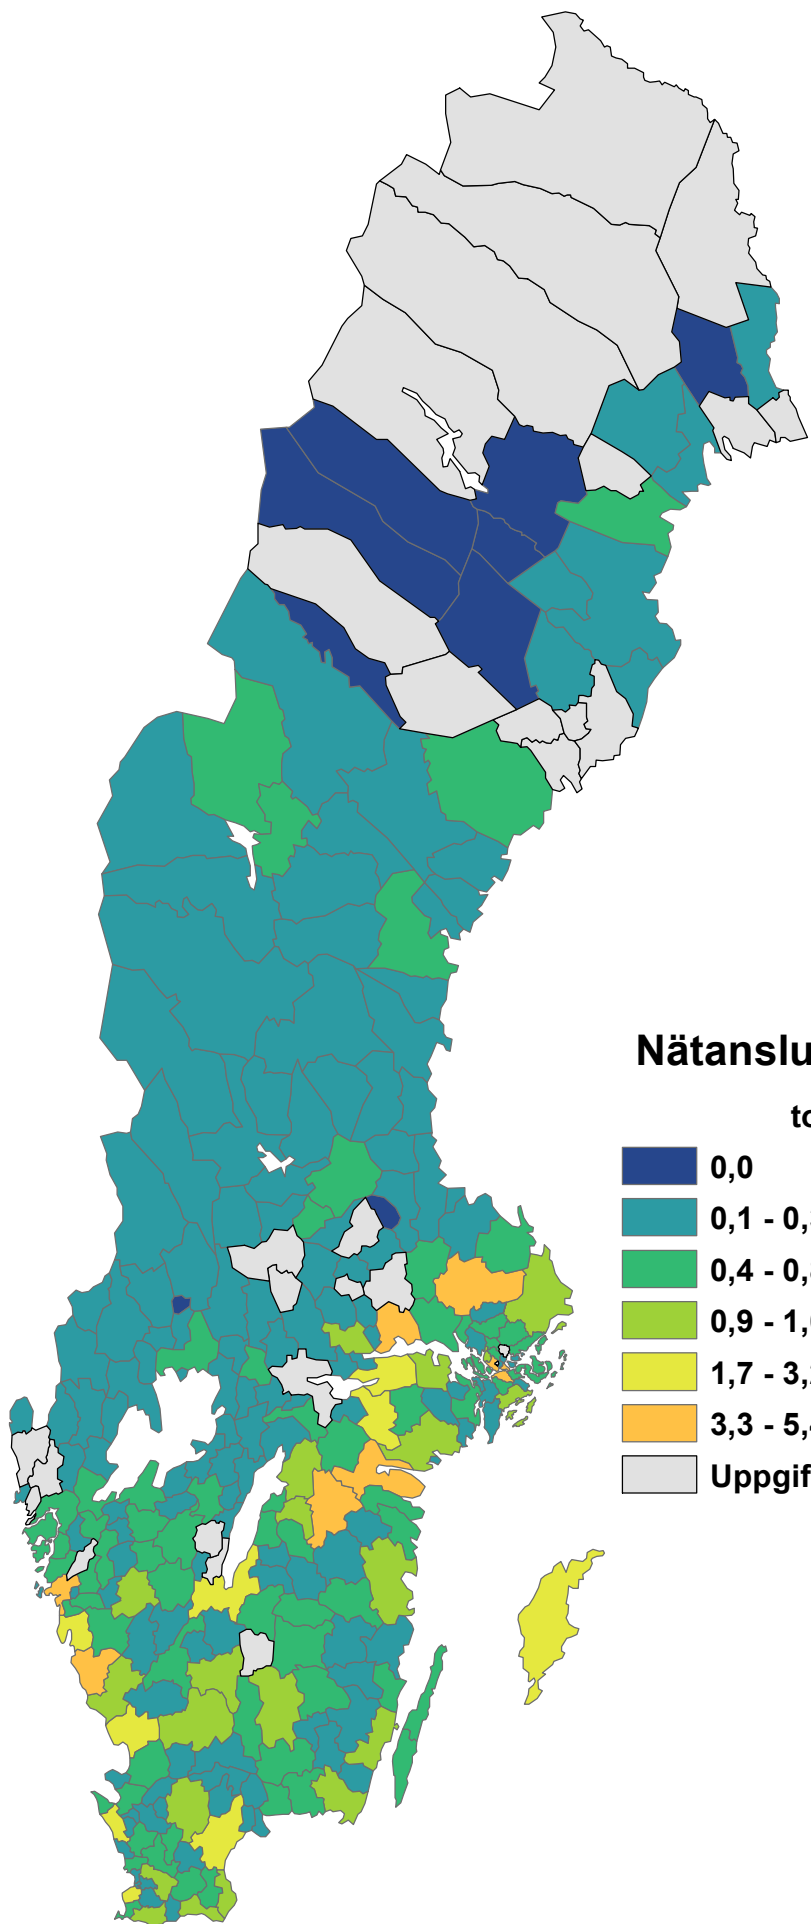 Nätanslu
to
0,0
0,1 - 0,
0,4 - 0,
0,9 - 1,
1,7 - 3,
3,3 - 5,
Uppgif